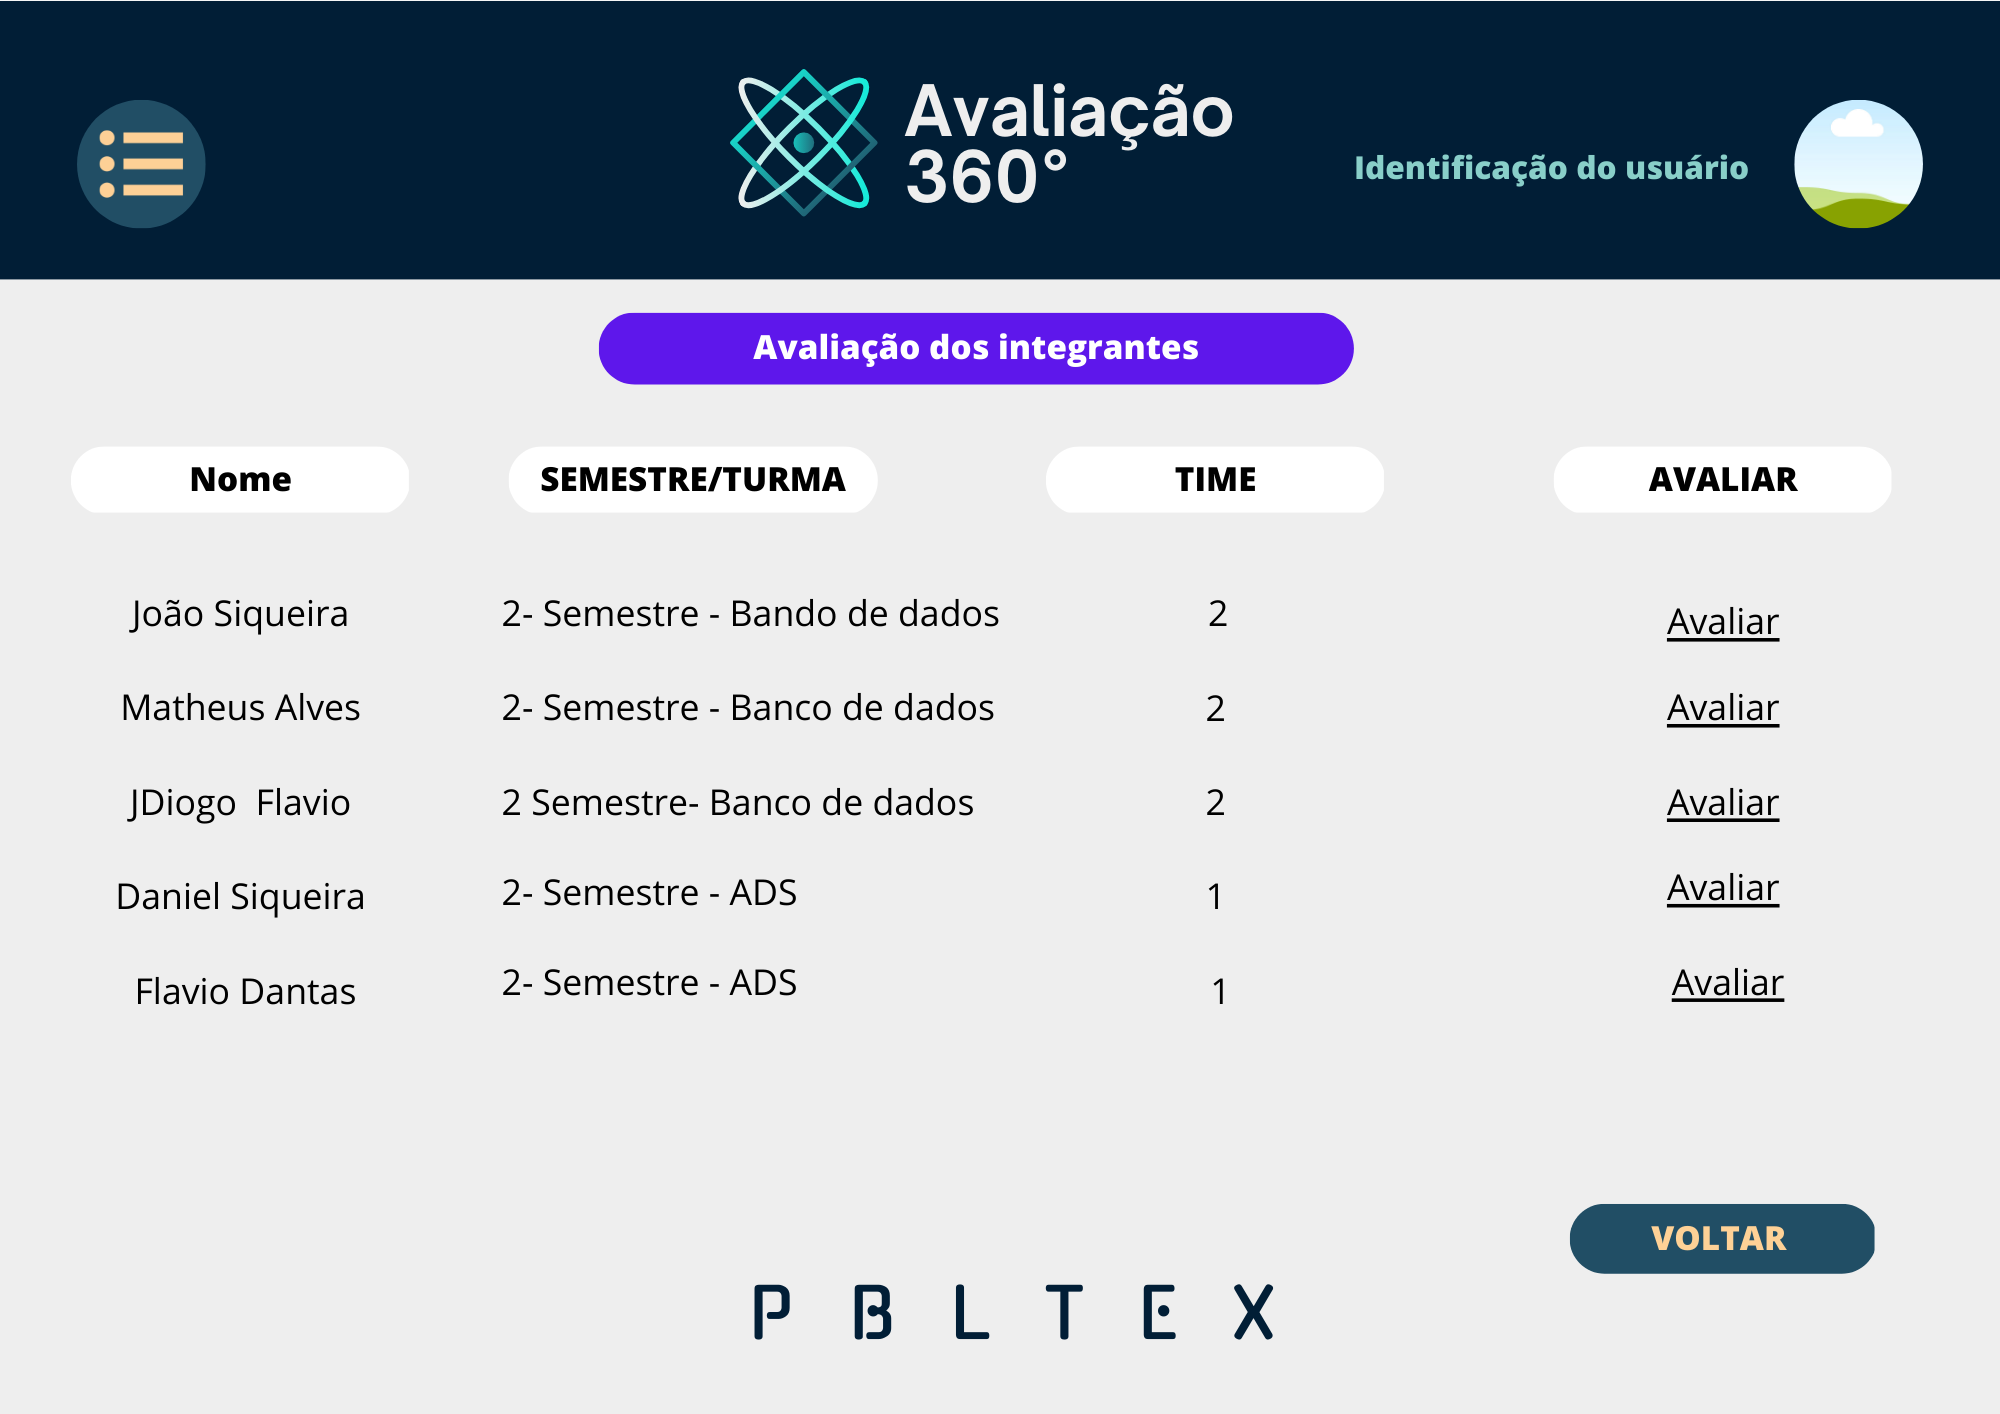 Avaliação
360°
Identificação do usuário
Avaliação dos integrantes
Nome SEMESTRE/TURMA TIME AVALIAR
João Siqueira 2- Semestre - Bando de dados 2 Avaliar
Matheus Alves 2- Semestre - Banco de dados 2 Avaliar
JDiogo  Flavio 2 Semestre- Banco de dados 2 Avaliar
Daniel Siqueira 2- Semestre - ADS 1 Avaliar
Flavio Dantas 2- Semestre - ADS 1 Avaliar
VOLTAR
PBLTEX